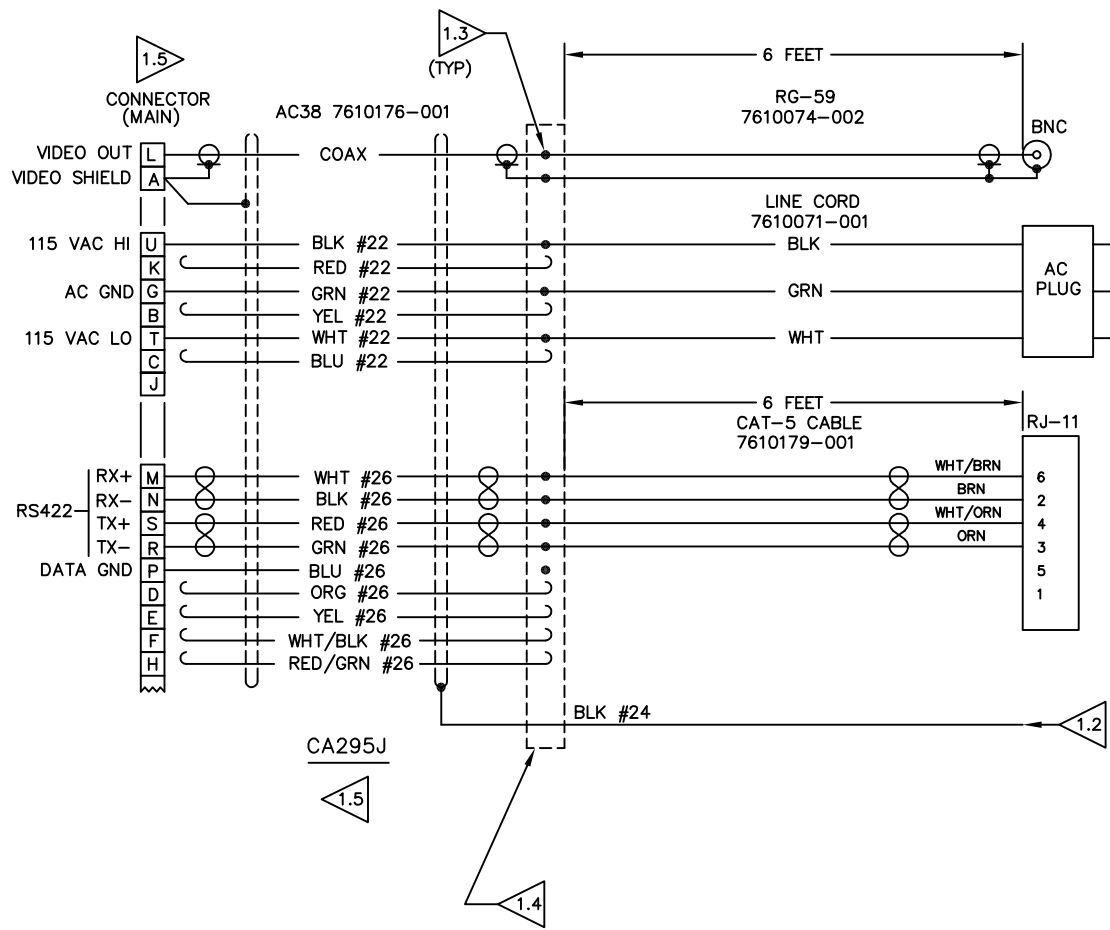 1.5
CONNECTOR
(MAIN)
AC38 7610176-001
1.3
(TYP)
6 FEET
RG-59
7610074-002
BNC
VIDEO OUT L COAX
VIDEO SHIELD A
LINE CORD
7610071-001
115 VAC HI U BLK #22 BLK
K RED #22
AC GND G GRN #22 GRN
B YEL #22
115 VAC LO T WHT #22 WHT
C BLU #22
J
AC
PLUG
6 FEET
CAT-5 CABLE
7610179-001
RJ-11
RS422
RX+ M WHT #26 WHT/BRN 6
RX- N BLK #26 BRN 2
TX+ S RED #26 WHT/ORN 4
TX- R GRN #26 ORN 3
DATA GND P BLU #26 5
D ORG #26 1
E YEL #26
F WHT/BLK #26
H RED/GRN #26
BLK #24
1.2
CA295J
1.5
1.4